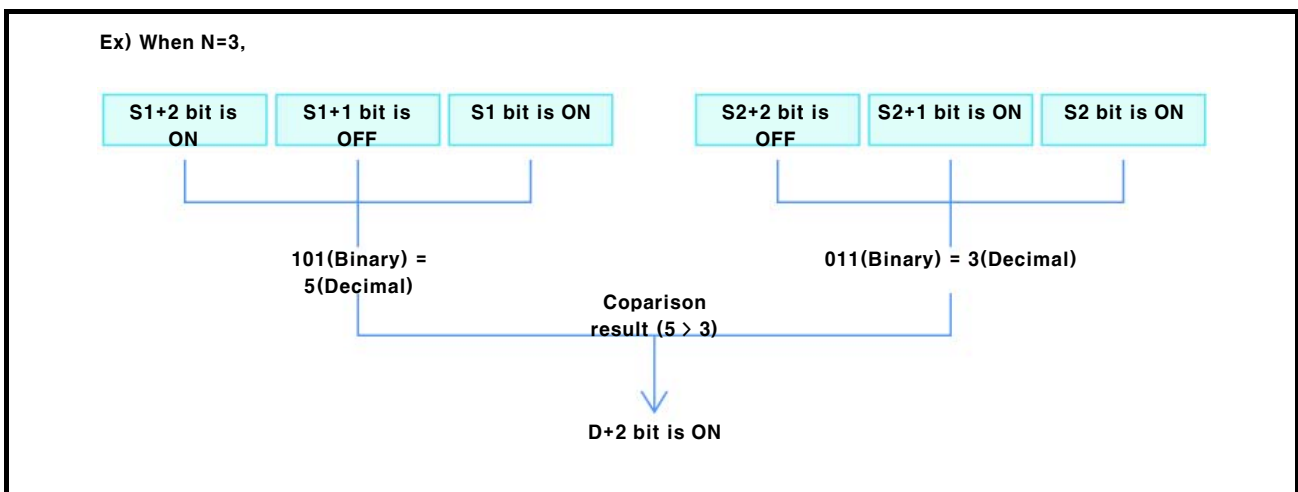 Ex) When N=3,
S1+2 bit is
ON
S1+1 bit is
OFF
S1 bit is ON
S2+2 bit is
OFF
S2+1 bit is ON
S2 bit is ON
101(Binary) =
5(Decimal)
011(Binary) = 3(Decimal)
Coparison
result (5 > 3)
D+2 bit is ON